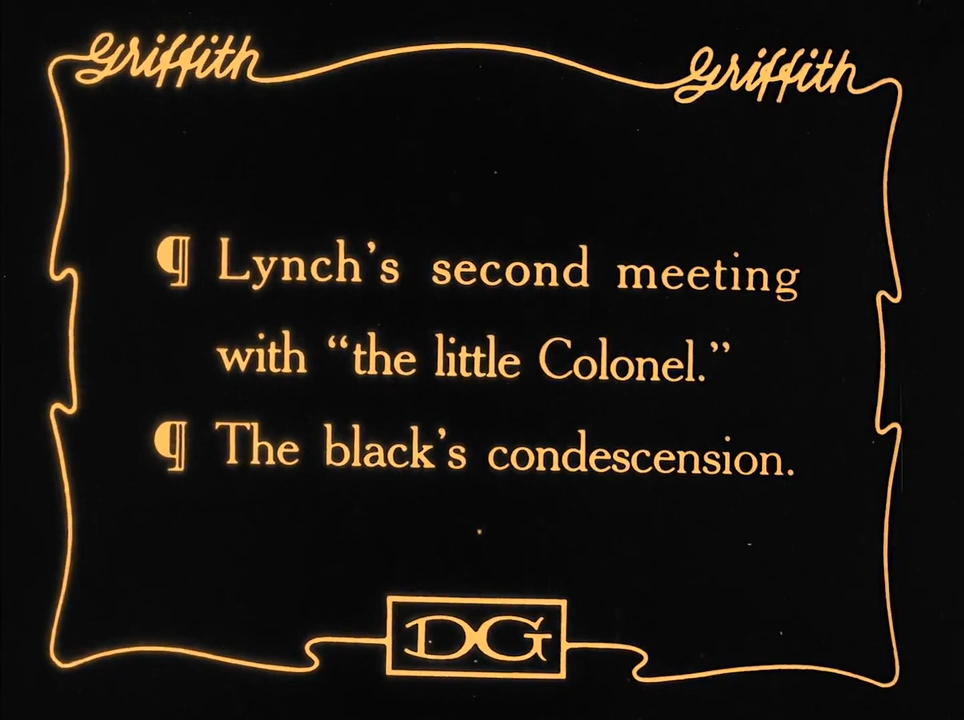 Griffith Griffith
¶ Lynch's second meeting
with “the little Colonel.”
¶ The black's condescension.
DG